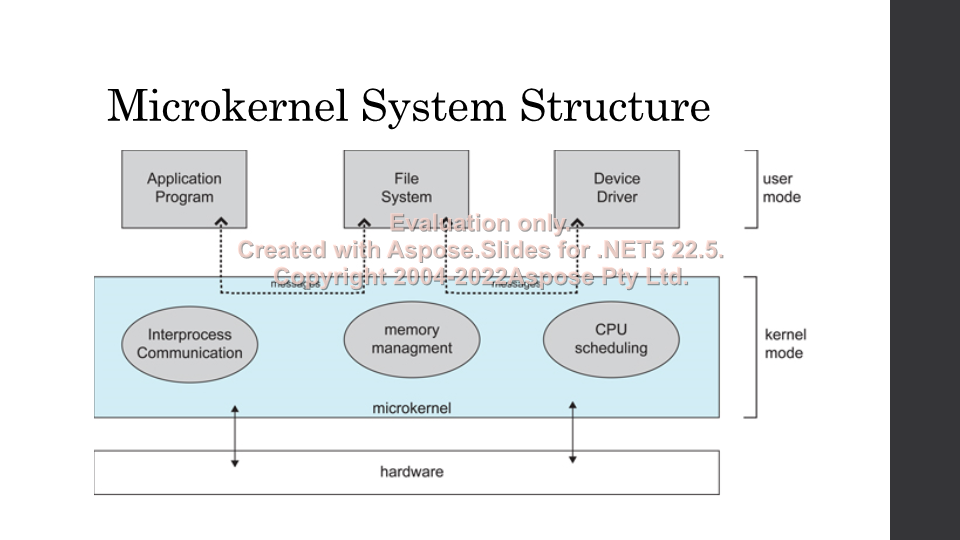 Microkernel System Structure
Application
Program
File
System
Device
Driver
user
mode
Evaluation only.
Created with Aspose.Slides for .NET5 22.5.
Copyright 2004-2022Aspose Pty Ltd.
messages
messages
Interprocess
Communication
memory
managment
CPU
scheduling
kernel
mode
microkernel
hardware